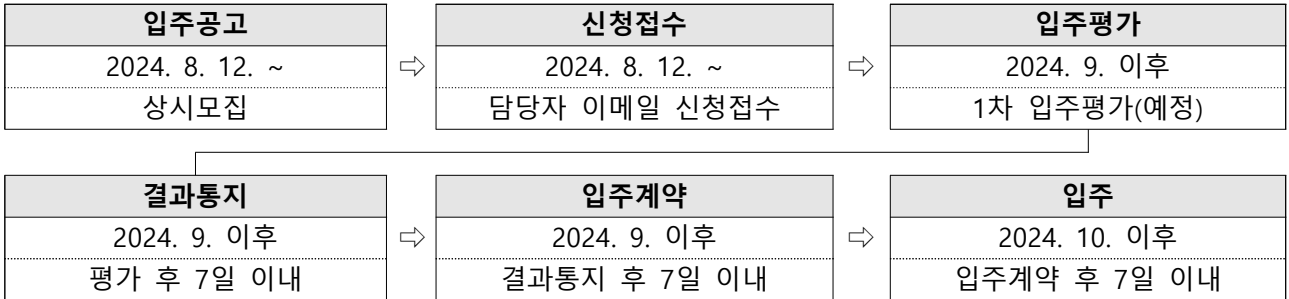 입주공고
2024. 8. 12. ~
상시모집
⇨
신청접수
2024. 8. 12. ~
담당자 이메일 신청접수
⇨
입주평가
2024. 9. 이후
1차 입주평가(예정)
결과통지
2024. 9. 이후
평가 후 7일 이내
⇨
입주계약
2024. 9. 이후
결과통지 후 7일 이내
⇨
입주
2024. 10. 이후
입주계약 후 7일 이내